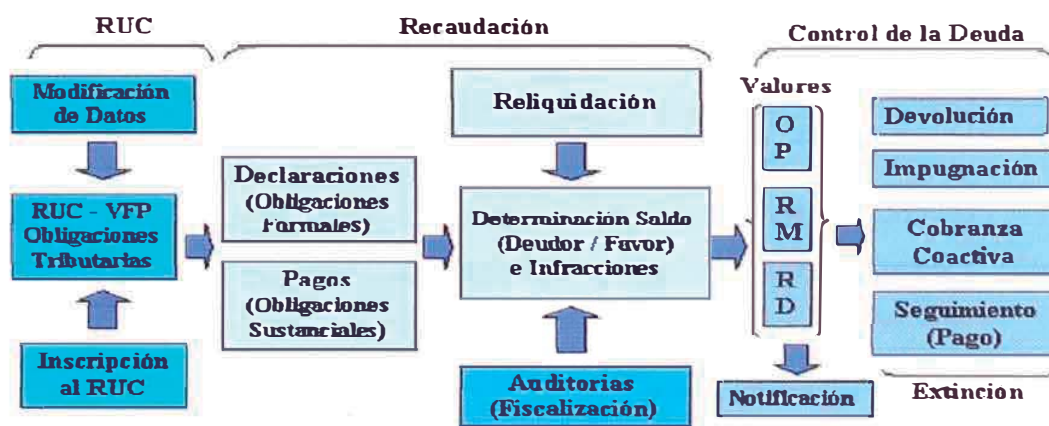 RUC
Recaudación
Control de la Deuda
Modificación
de Datos
RUC - VFP
Obligaciones
Tributarias
Inscripción
al RUC
Declaraciones
(Obligaciones
Formales)
Pagos
(Obligaciones
Sustanciales)
Reliquidación
Determinación Saldo
(Deudor / Favor)
e Infracciones
Auditorias
(Fiscalización)
Valores
O
P
R
M
R
D
Notificación
Devolución
Impugnación
Cobranza
Coactiva
Seguimiento
(Pago)
Extincion